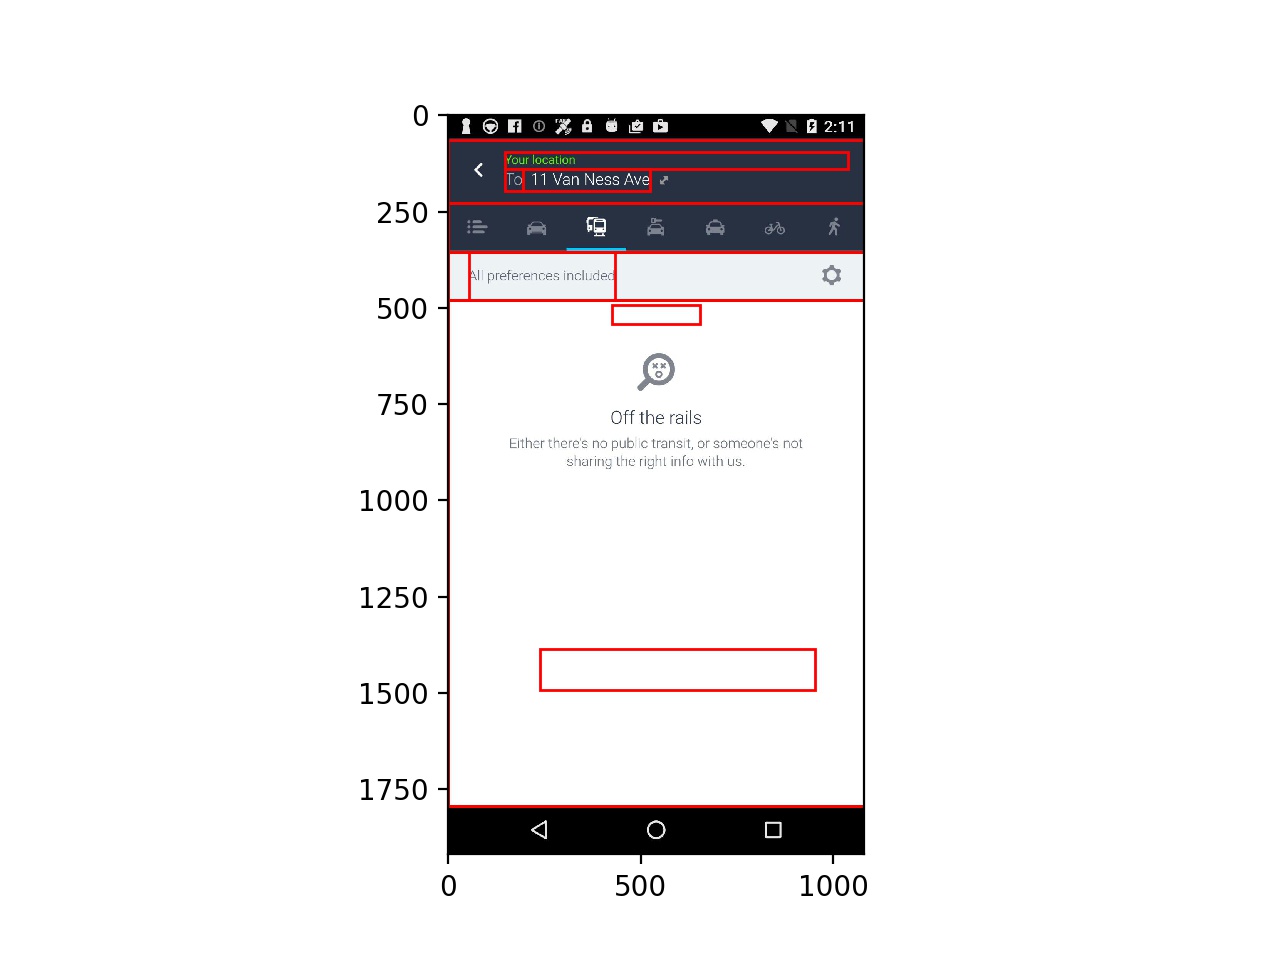 0
250
500
750
1000
1250
1500
1750
2:11
Your location
To 11 Van Ness Ave
All preferences included
Off the rails
Either there's no public transit, or someone's not
sharing the right info with us.
0 500 1000